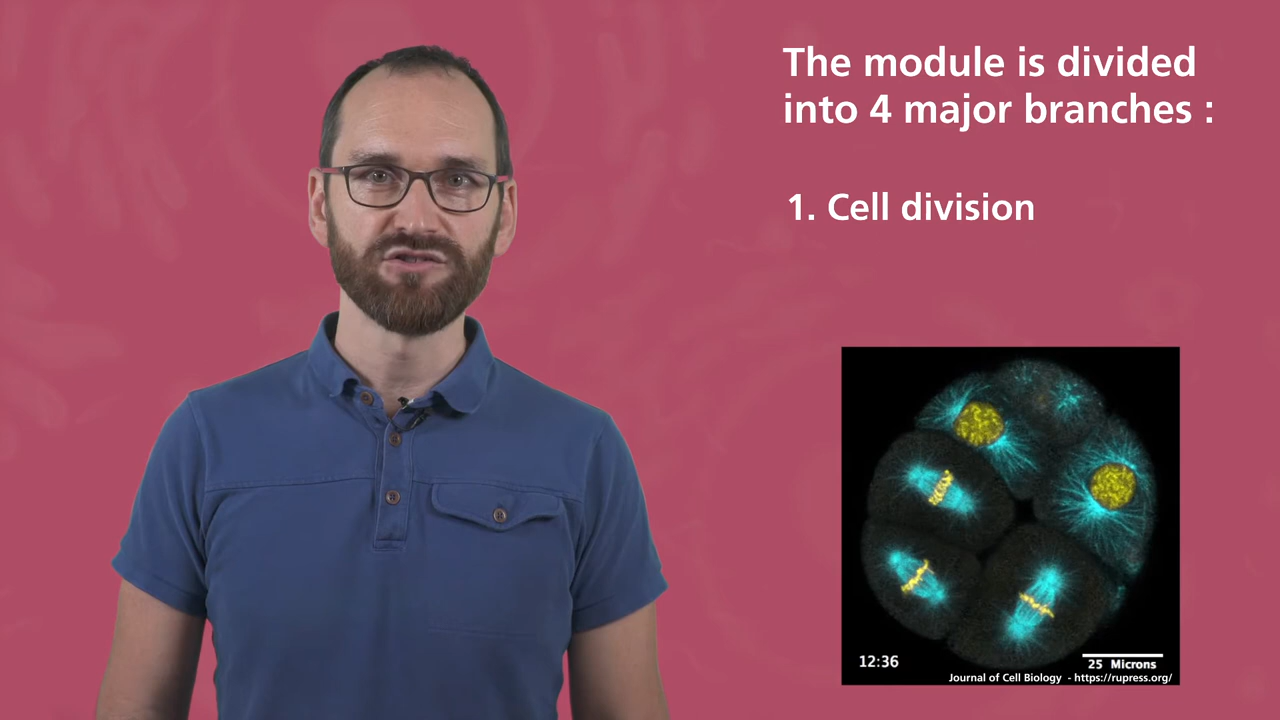 The module is divided
into 4 major branches :
1. Cell division
12:36
25 Microns
Journal of Cell Biology - https://rupress.org/